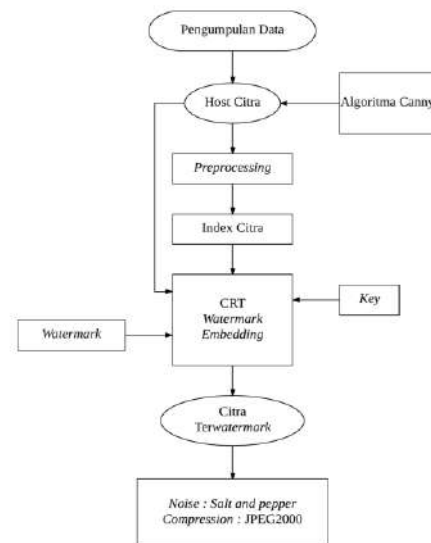 Pengumpulan Data
Host Citra
Algoritma Canny
Preprocessing
Index Citra
CRT
Watermark
Embedding
Key
Watermark
Citra
Terwatermark
Noise : Salt and pepper
Compression : JPEG2000